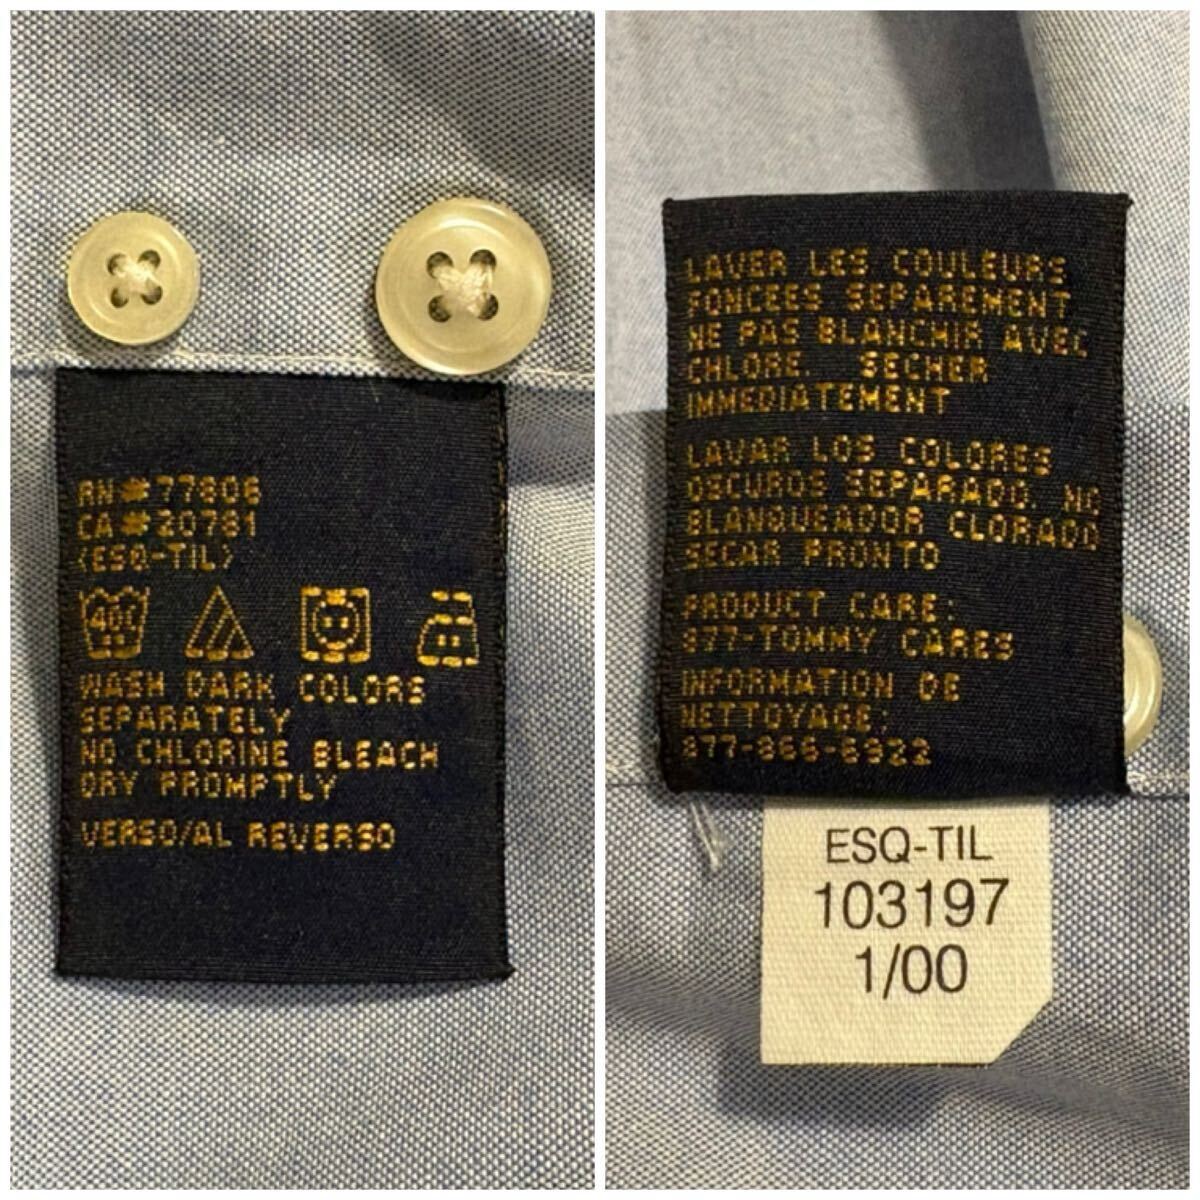 RN#77806
CA#20781
(ESQ-TIL)
40
WASH DARK COLORS
SEPARATELY
NO CHLORINE BLEACH
DRY PROMPTLY
VERSO/AL REVERSO
LAVER LES COULEURS
FONCEES SEPAREMENT
NE PAS BLANCHIR AVEC
CHLORE. SECHER
IMMEDIATEMENT
LAVAR LOS COLORES
OSCUROS SEPARADO. NO
BLANQUEADOR CLORADO
SECAR PRONTO
PRODUCT CARE:
877-TOMMY CARES
INFORMATION DE
NETTOYAGE:
877-866-6922
ESQ-TIL
103197
1/00